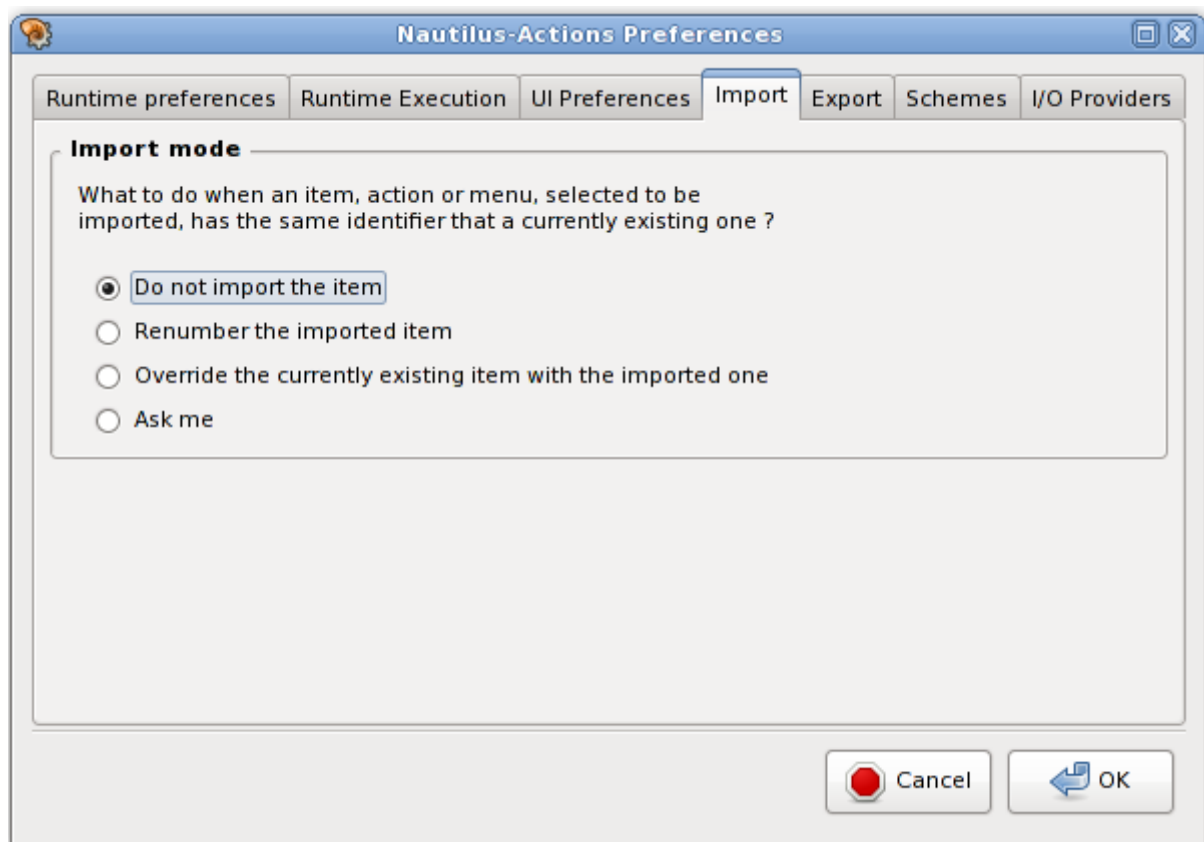 Nautilus-Actions Preferences
Runtime preferences Runtime Execution UI Preferences Import Export Schemes I/O Providers
Import mode
What to do when an item, action or menu, selected to be
imported, has the same identifier that a currently existing one ?
Do not import the item
Renumber the imported item
Override the currently existing item with the imported one
Ask me
Cancel OK